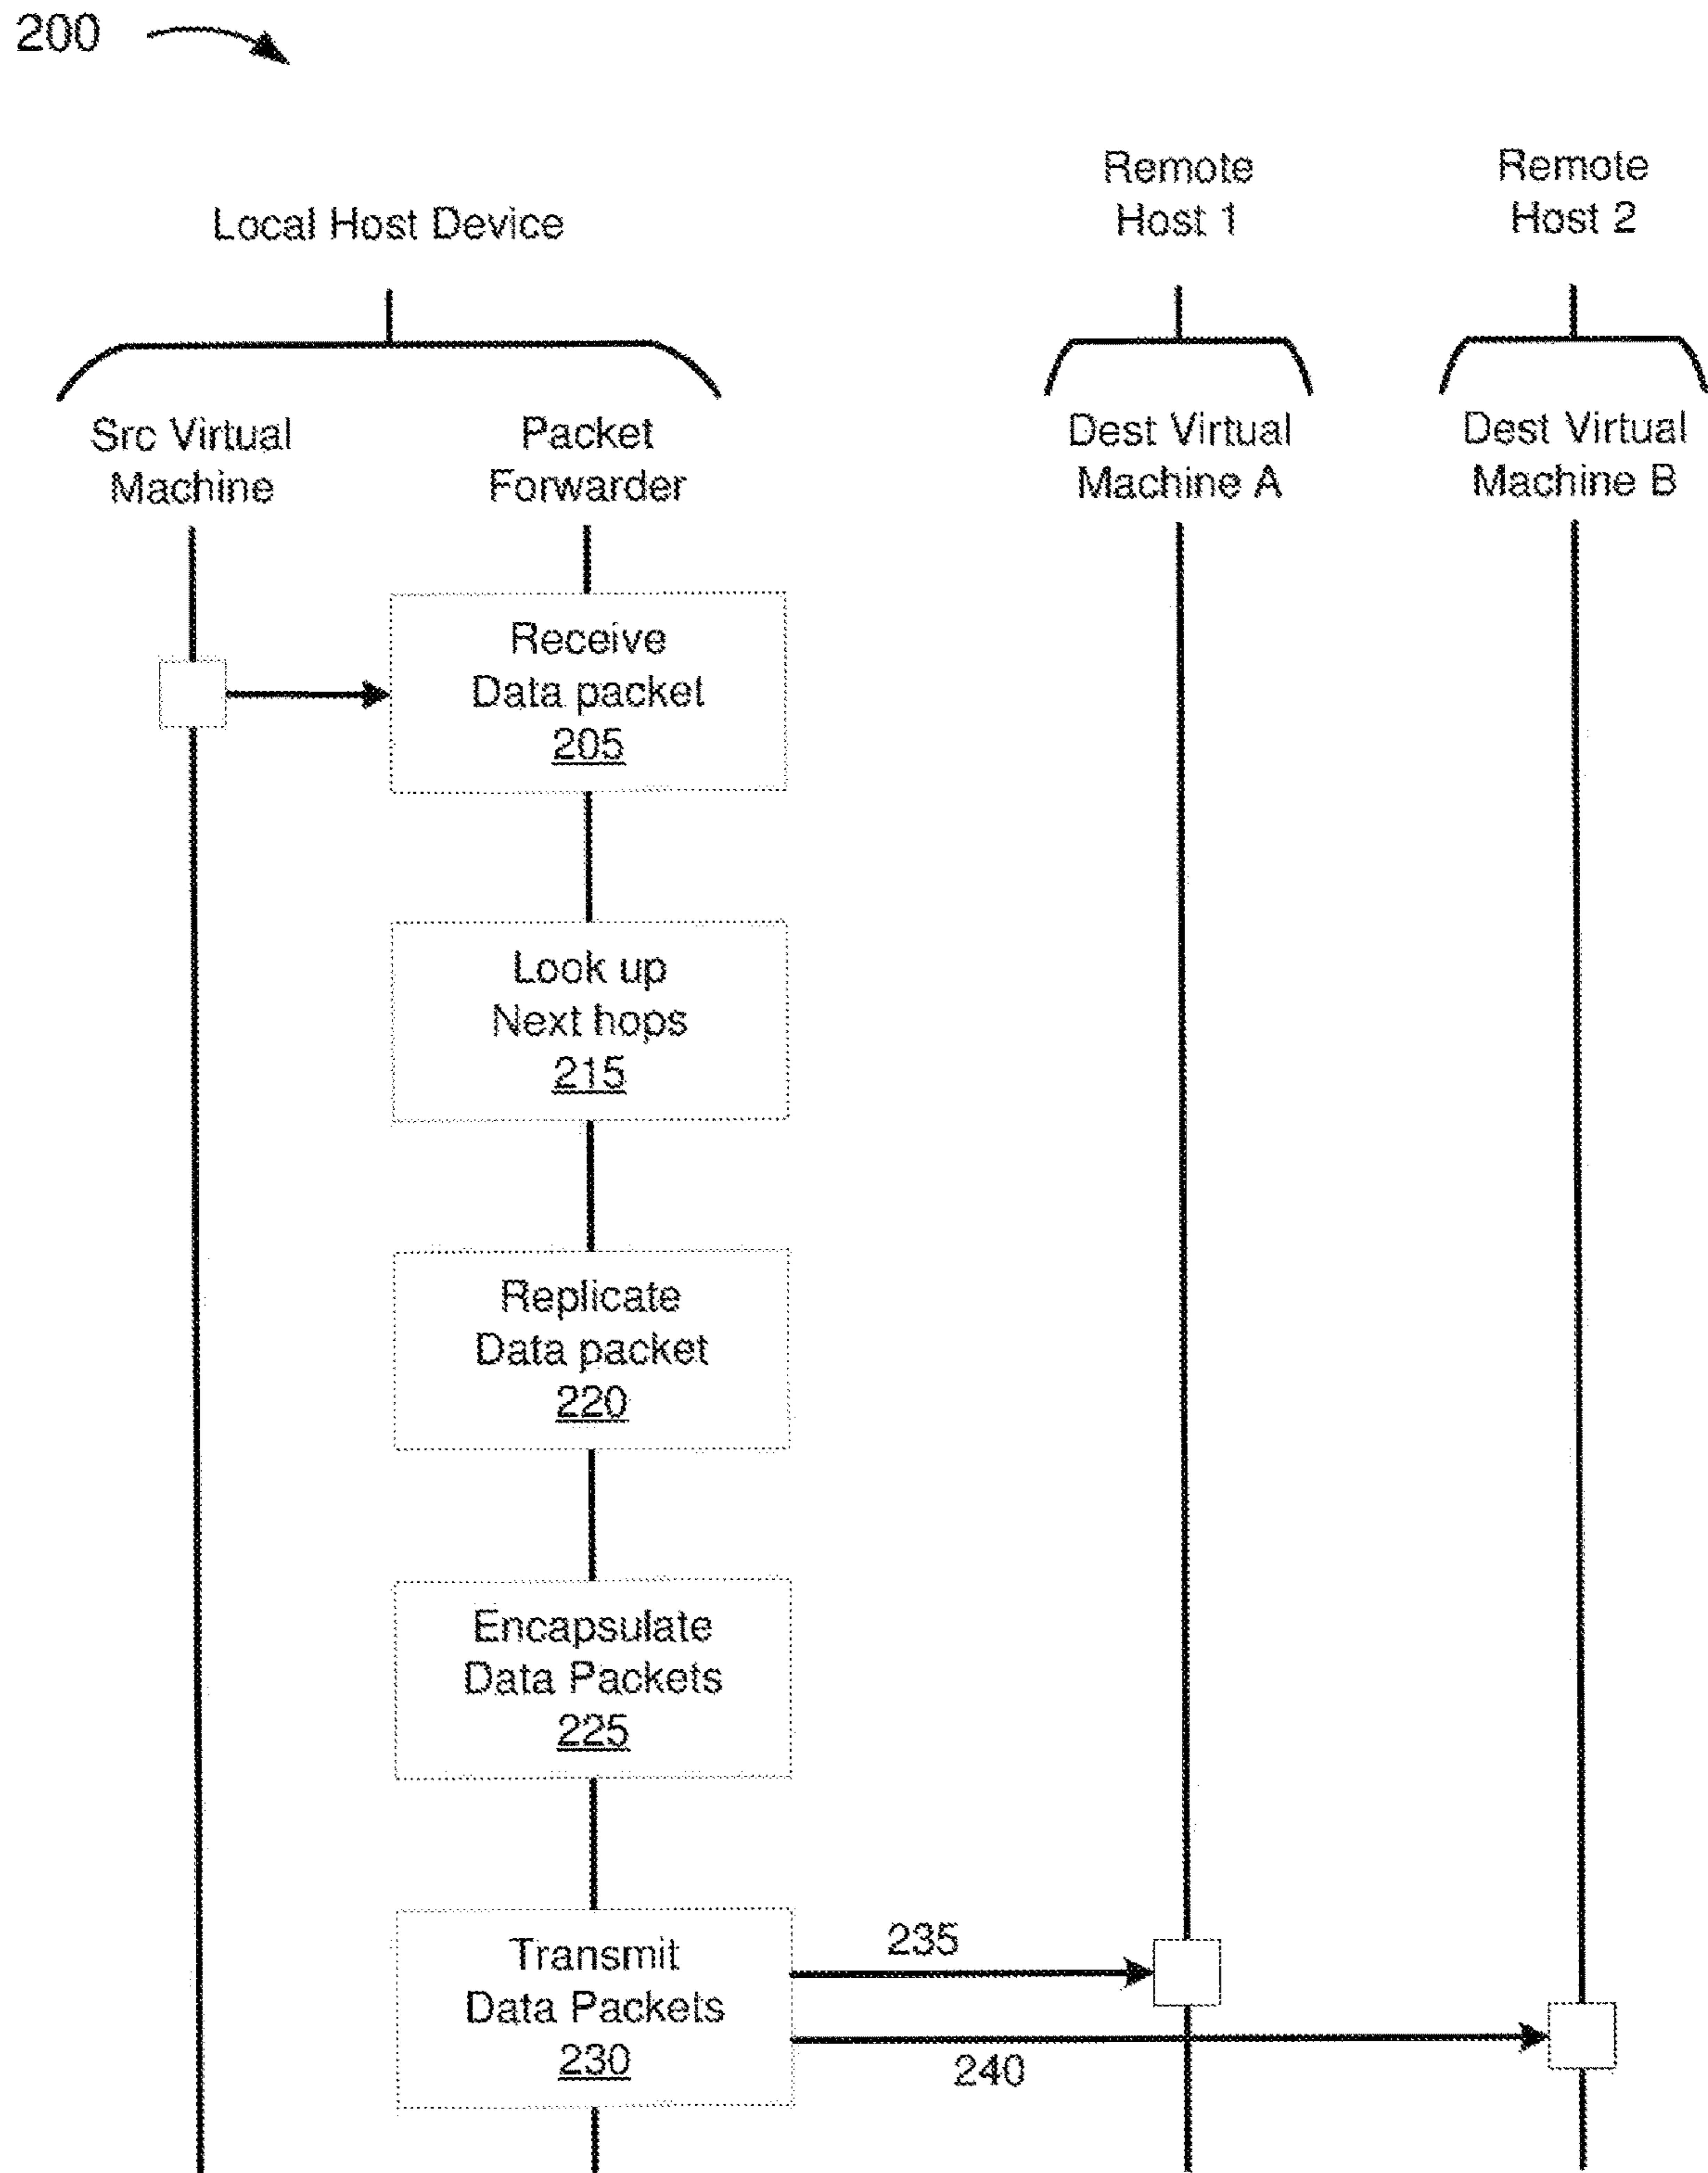 200
Local Host Device
Remote
Host 1
Remote
Host 2
Src Virtual
Machine
Packet
Forwarder
Dest Virtual
Machine A
Dest Virtual
Machine B
Receive
Data packet
205
Look up
Next hops
215
Replicate
Data packet
220
Encapsulate
Data Packets
225
Transmit
Data Packets
230
235
240